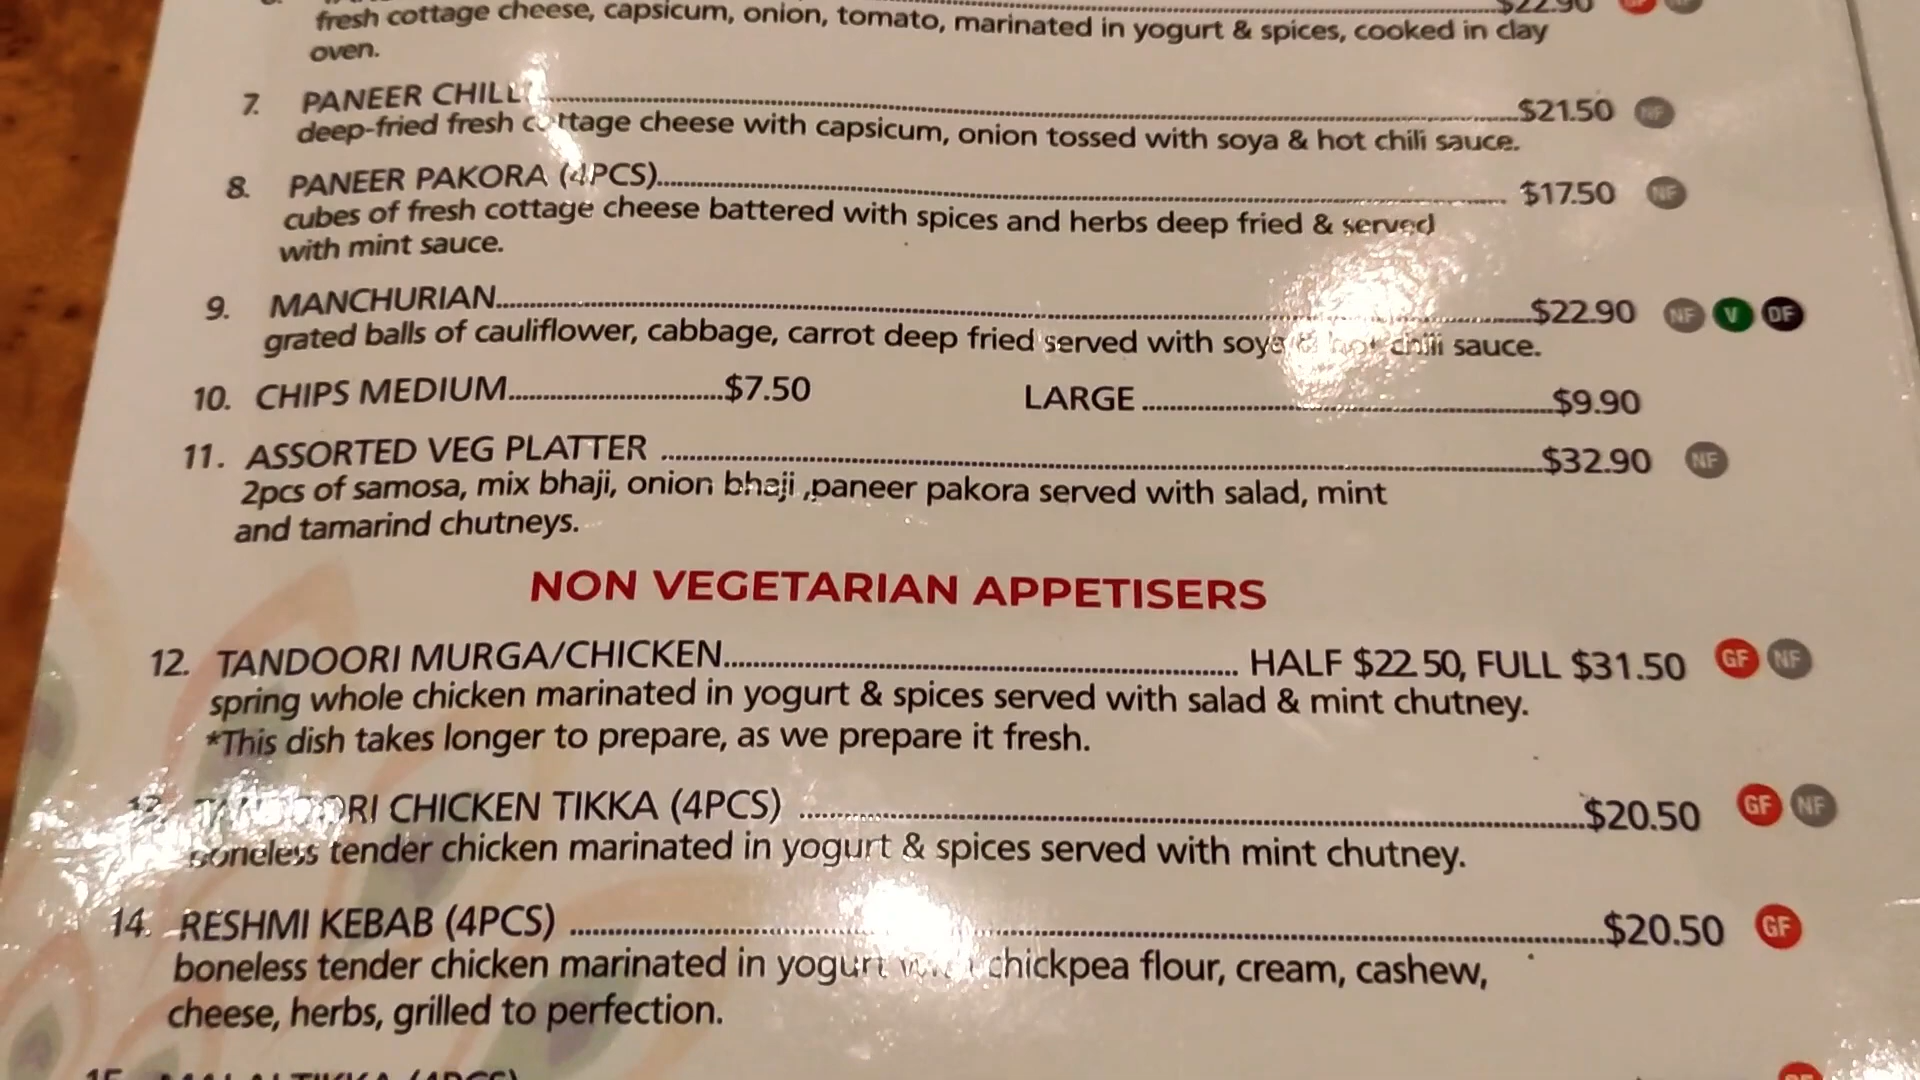 $22.90
fresh cottage cheese, capsicum, onion, tomato, marinated in yogurt & spices, cooked in clay
oven.
7. PANEER CHILL $21.50 NF
deep-fried fresh cottage cheese with capsicum, onion tossed with soya & hot chili sauce.
8. PANEER PAKORA (4PCS) $17.50 NF
cubes of fresh cottage cheese battered with spices and herbs deep fried & served
with mint sauce.
9. MANCHURIAN $22.90 NF V DF
grated balls of cauliflower, cabbage, carrot deep fried served with soya & hot chili sauce.
10. CHIPS MEDIUM $7.50 LARGE $9.90
11. ASSORTED VEG PLATTER $32.90 NF
2pcs of samosa, mix bhaji, onion bhaji ,paneer pakora served with salad, mint
and tamarind chutneys.
NON VEGETARIAN APPETISERS
12. TANDOORI MURGA/CHICKEN HALF $22.50, FULL $31.50 GF NF
spring whole chicken marinated in yogurt & spices served with salad & mint chutney.
*This dish takes longer to prepare, as we prepare it fresh.
13. TANDOORI CHICKEN TIKKA (4PCS) $20.50 GF NF
boneless tender chicken marinated in yogurt & spices served with mint chutney.
14. RESHMI KEBAB (4PCS) $20.50 GF
boneless tender chicken marinated in yogurt with chickpea flour, cream, cashew,
cheese, herbs, grilled to perfection.